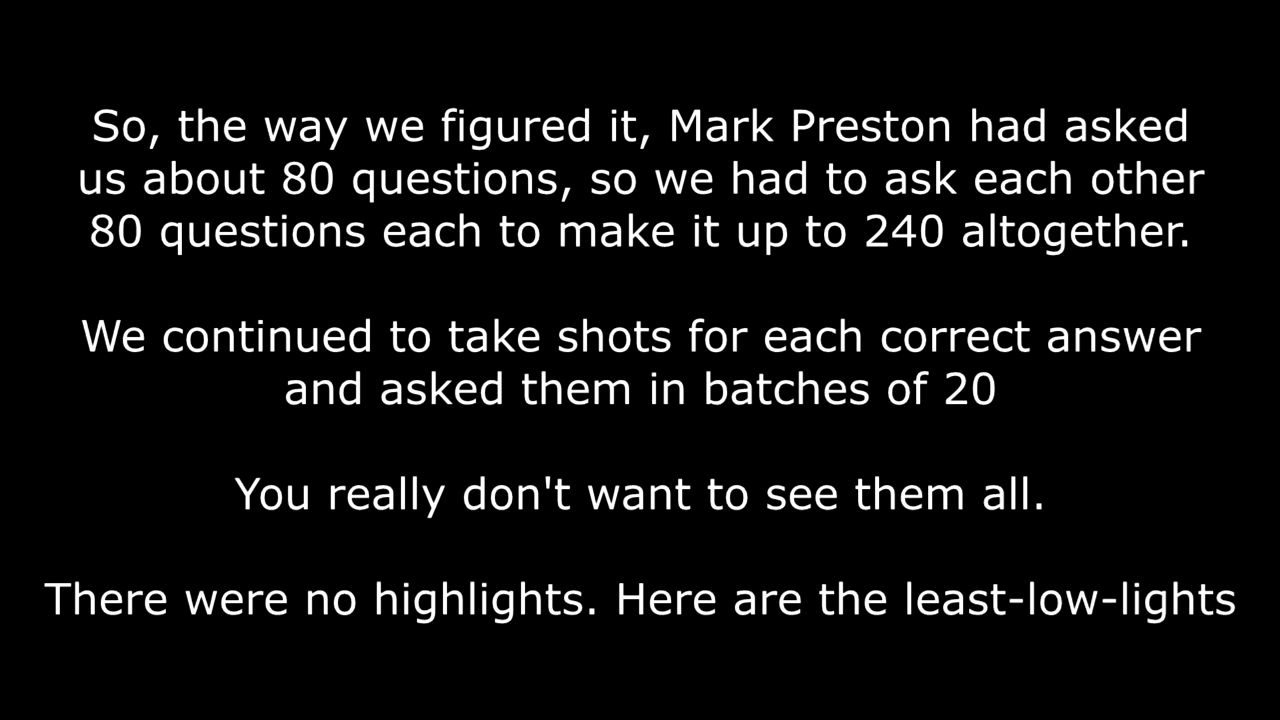 So, the way we figured it, Mark Preston had asked
us about 80 questions, so we had to ask each other
80 questions each to make it up to 240 altogether.
We continued to take shots for each correct answer
and asked them in batches of 20
You really don't want to see them all.
There were no highlights. Here are the least-low-lights